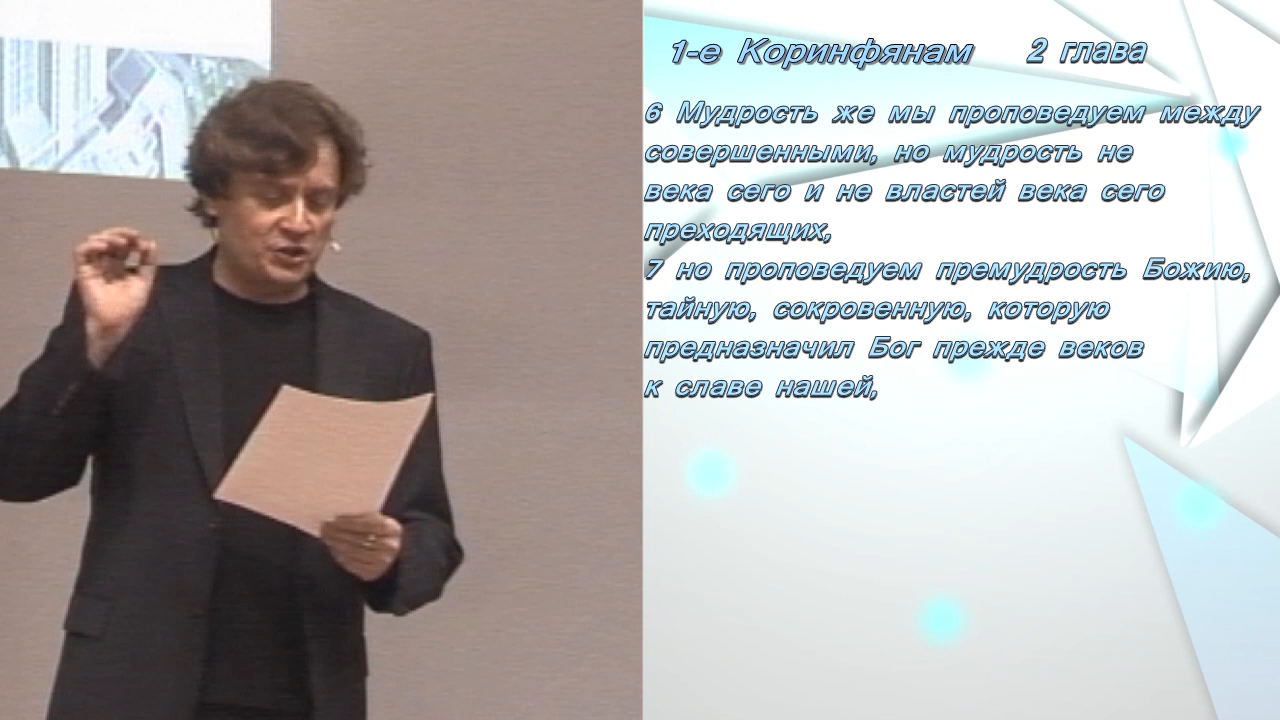 1-е Коринфянам 2 глава
6 Мудрость же мы проповедуем между
совершенными, но мудрость не
века сего и не властей века сего
преходящих,
7 но проповедуем премудрость Божию,
тайную, сокровенную, которую
предназначил Бог прежде веков
к славе нашей,